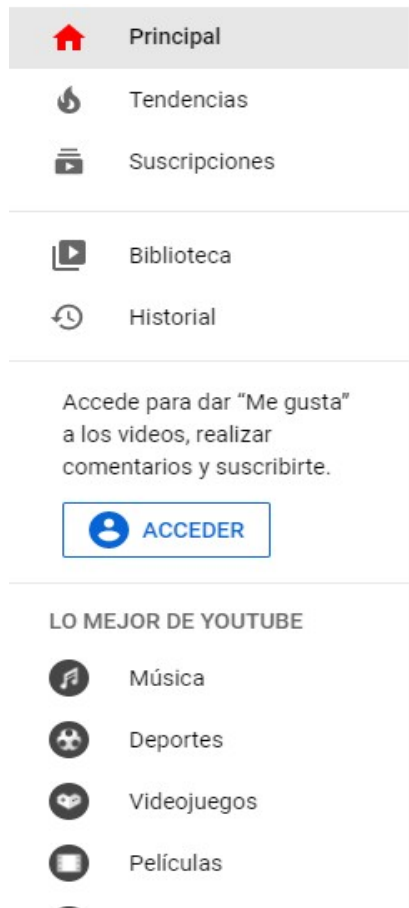 Principal
Tendencias
Suscripciones
Biblioteca
Historial
Accede para dar “Me gusta”
a los videos, realizar
comentarios y suscribirte.
ACCEDER
LO MEJOR DE YOUTUBE
Música
Deportes
Videojuegos
Películas